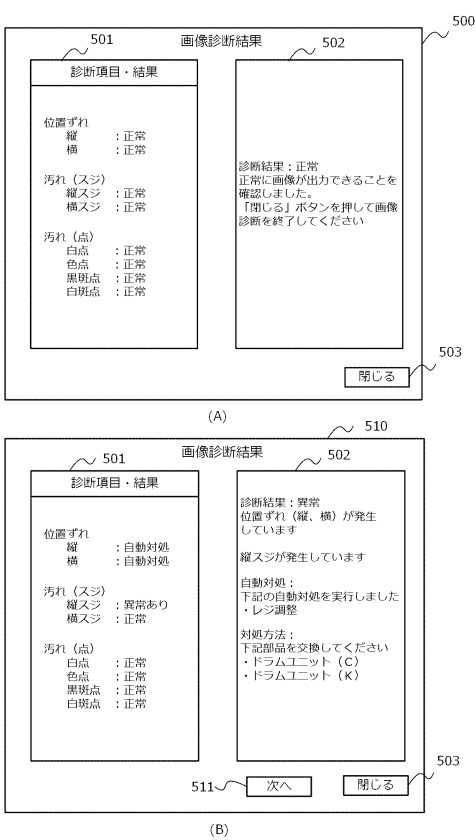 500
画像診断結果
501
502
診断項目・結果
位置ずれ
縦 :正常
横 :正常
汚れ（スジ）
縦スジ :正常
横スジ :正常
汚れ（点）
白点 :正常
色点 :正常
黒斑点 :正常
白斑点 :正常
診断結果：正常
正常に画像が出力できることを
確認しました。
「閉じる」ボタンを押して画像
診断を終了してください
503
閉じる
(A)
510
画像診断結果
501
502
診断項目・結果
位置ずれ
縦 :自動対処
横 :自動対処
汚れ（スジ）
縦スジ :異常あり
横スジ :正常
汚れ（点）
白点 :正常
色点 :正常
黒斑点 :正常
白斑点 :正常
診断結果：異常
位置ずれ（縦、横）が発生
しています
縦スジが発生しています
自動対処：
下記の自動対処を実行しました
・レジ調整
対処方法：
下記部品を交換してください
・ドラムユニット（C）
・ドラムユニット（K）
511
次へ
503
閉じる
(B)